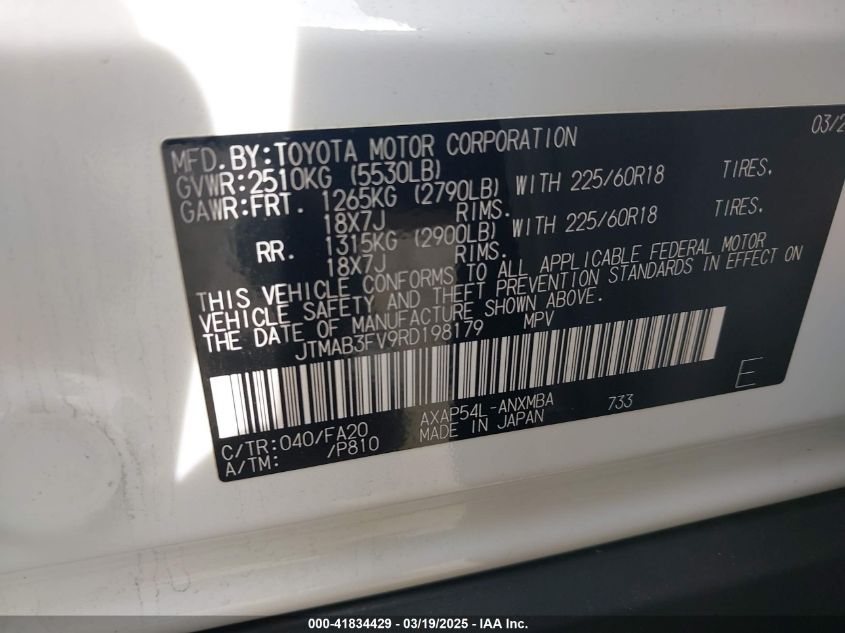 03/2
MFD.BY:TOYOTA MOTOR CORPORATION
GVWR:2510KG (5530LB)
GAWR:FRT. 1265KG (2790LB) WITH 225/60R18 TIRES,
18X7J RIMS.
RR. 1315KG (2900LB) WITH 225/60R18 TIRES,
18X7J RIMS.
THIS VEHICLE CONFORMS TO ALL APPLICABLE FEDERAL MOTOR
VEHICLE SAFETY AND THEFT PREVENTION STANDARDS IN EFFECT ON
THE DATE OF MANUFACTURE SHOWN ABOVE.
JTMAB3FV9RD198179 MPV
E
C/TR:040/FA20 AXAP54L-ANXMBA 733
A/TM: /P810 MADE IN JAPAN
000-41834429 - 03/19/2025 - IAA Inc.